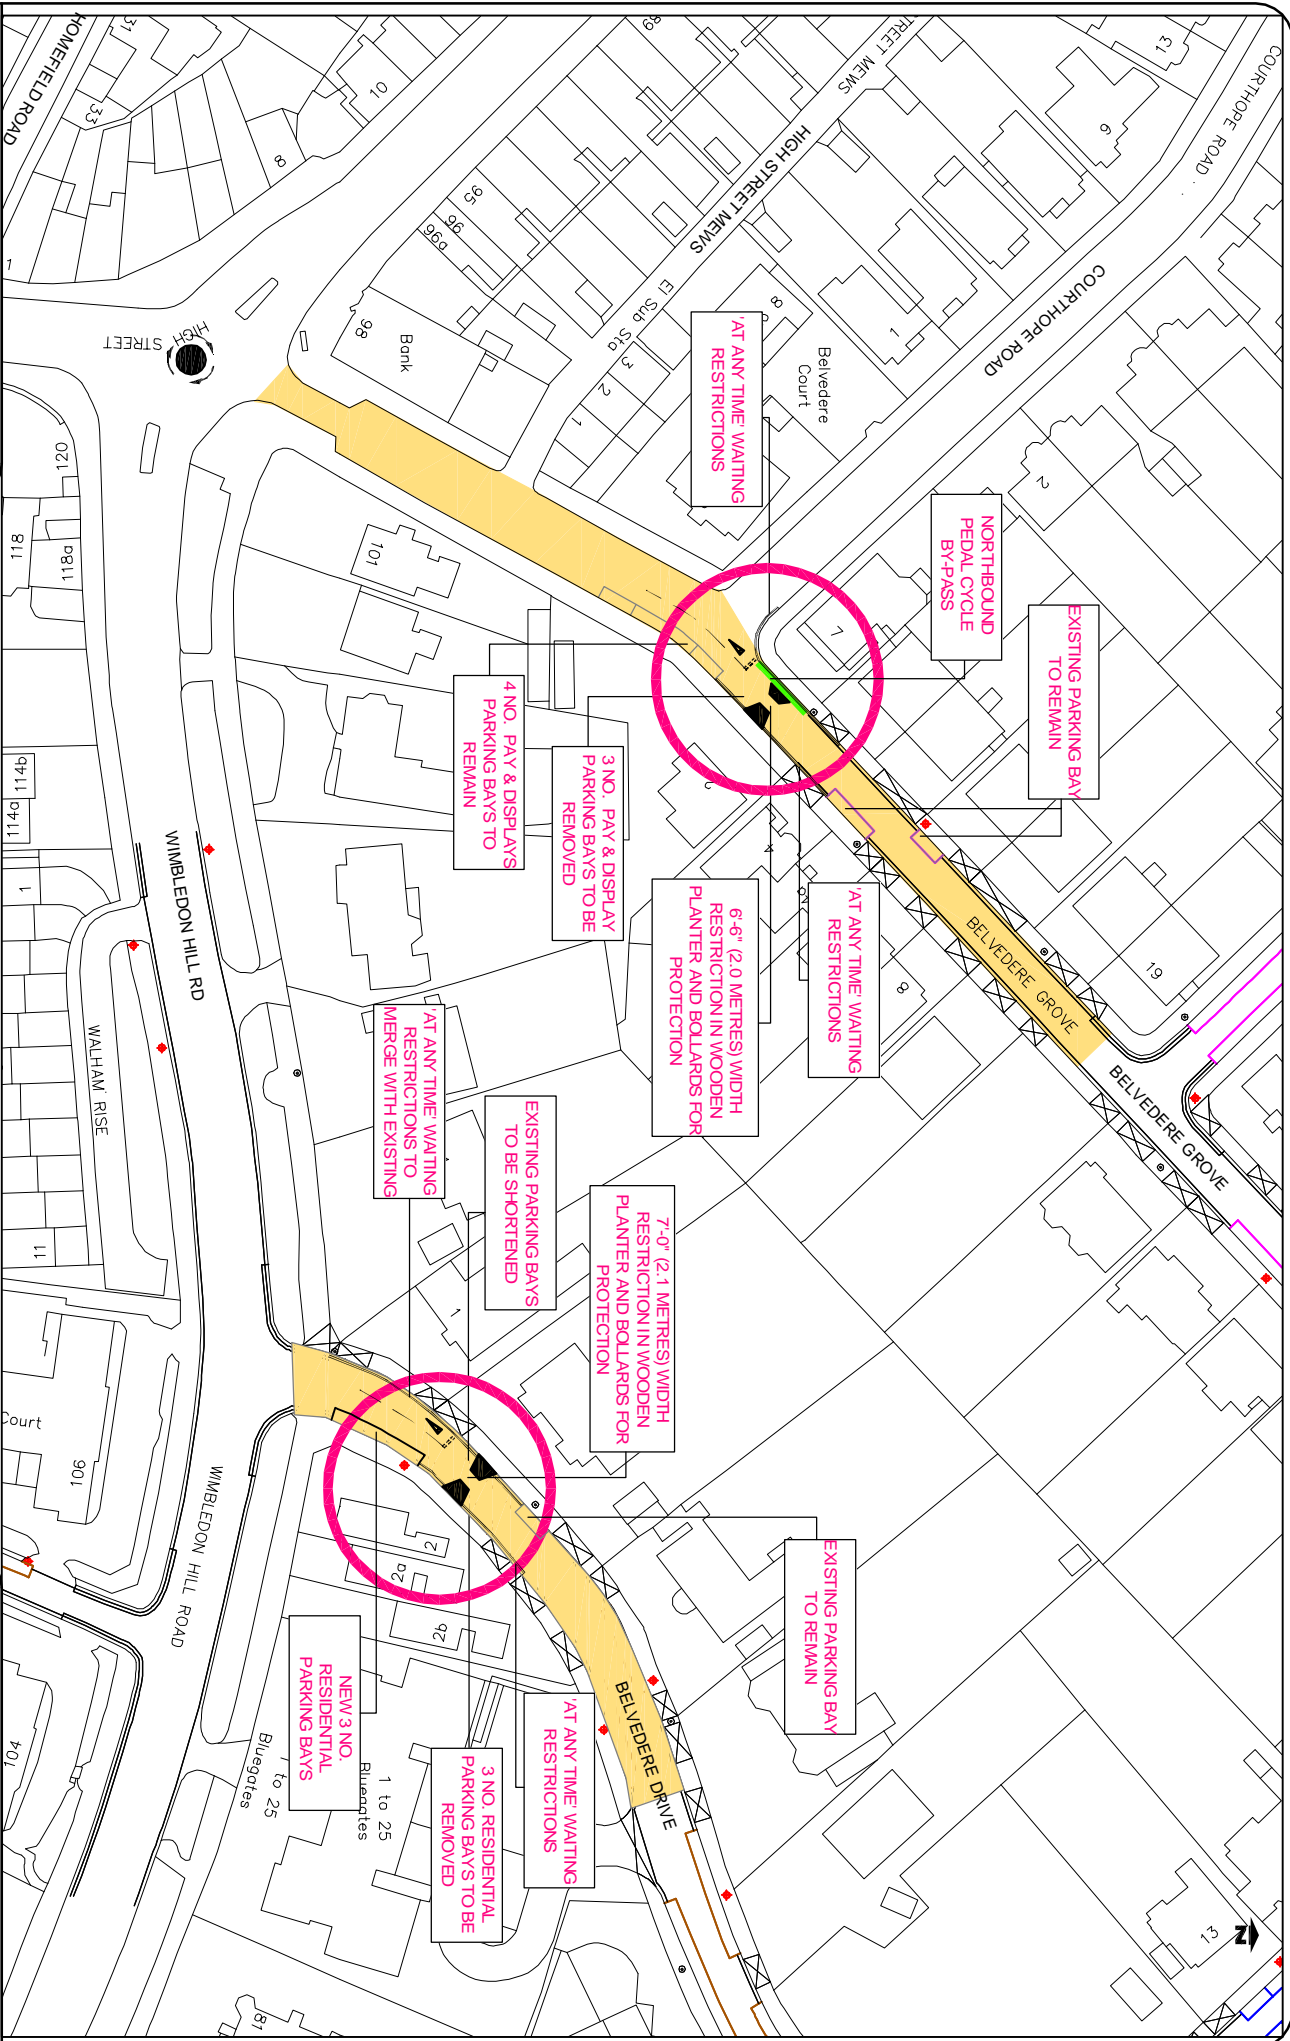 HOMEFIELD ROAD
31
33
10
8
1
89
STREET MEWS
HIGH STREET MEWS
13
COURTHOPE ROAD
6
COURTHOPE ROAD
95
96
96a
98
Bank
El Sub Sta
3
2
1
8
1
Belvedere
Court
HIGH
STREET
'AT ANY TIME' WAITING
RESTRICTIONS
NORTHBOUND
PEDAL CYCLE
BY-PASS
EXISTING PARKING BAY
TO REMAIN
2
7
120
118
118a
101
4 NO. PAY & DISPLAYS
PARKING BAYS TO
REMAIN
3 NO. PAY & DISPLAY
PARKING BAYS TO BE
REMOVED
6'-6" (2.0 METRES) WIDTH
RESTRICTION IN WOODEN
PLANTER AND BOLLARDS FOR
PROTECTION
'AT ANY TIME' WAITING
RESTRICTIONS
2
4
8
19
BELVEDERE GROVE
BELVEDERE GROVE
114b
114a
1
WIMBLEDON HILL RD
WALHAM RISE
11
'AT ANY TIME' WAITING
RESTRICTIONS TO
MERGE WITH EXISTING
EXISTING PARKING BAYS
TO BE SHORTENED
7'-0" (2.1 METRES) WIDTH
RESTRICTION IN WOODEN
PLANTER AND BOLLARDS FOR
PROTECTION
1
EXISTING PARKING BAY
TO REMAIN
Court
106
WIMBLEDON HILL ROAD
104
2
2a
2b
NEW 3 NO.
RESIDENTIAL
PARKING BAYS
3 NO. RESIDENTIAL
PARKING BAYS TO BE
REMOVED
'AT ANY TIME' WAITING
RESTRICTIONS
BELVEDERE DRIVE
1 to 25
Bluegates
1 to 25
Bluegates
81
13
N